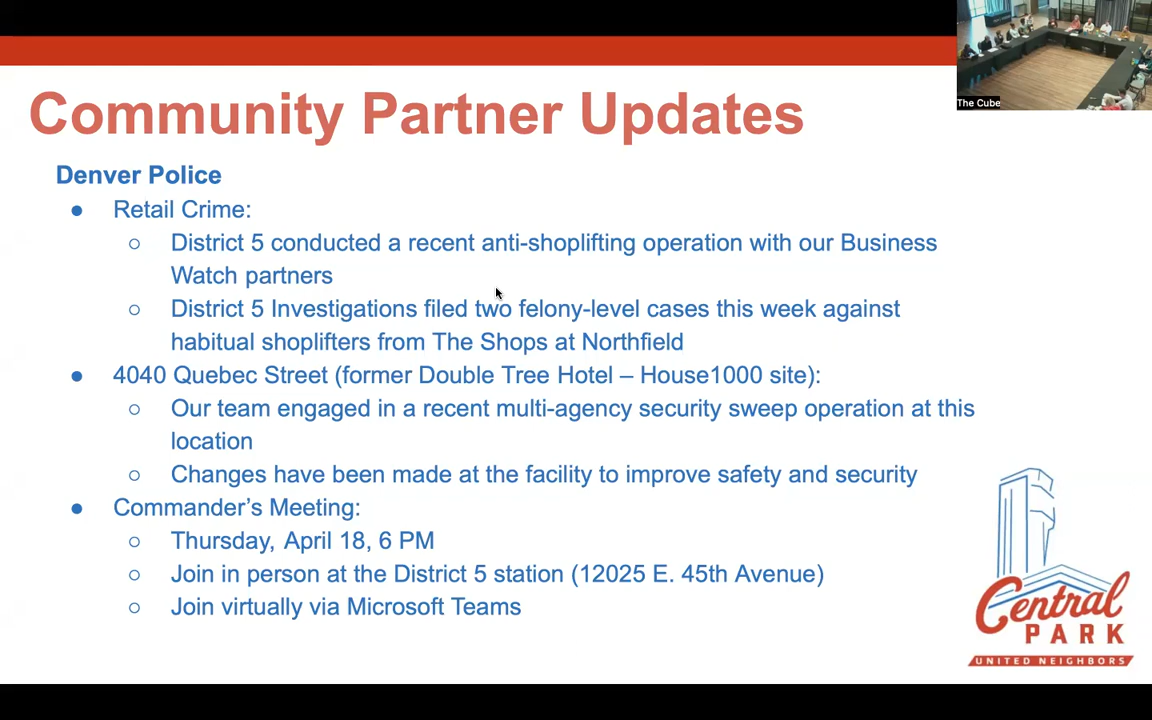 The Cube
Community Partner Updates
Denver Police
● Retail Crime:
○ District 5 conducted a recent anti-shoplifting operation with our Business
Watch partners
○ District 5 Investigations filed two felony-level cases this week against
habitual shoplifters from The Shops at Northfield
● 4040 Quebec Street (former Double Tree Hotel – House1000 site):
○ Our team engaged in a recent multi-agency security sweep operation at this
location
○ Changes have been made at the facility to improve safety and security
● Commander’s Meeting:
○ Thursday, April 18, 6 PM
○ Join in person at the District 5 station (12025 E. 45th Avenue)
○ Join virtually via Microsoft Teams
Central
PARK
UNITED NEIGHBORS